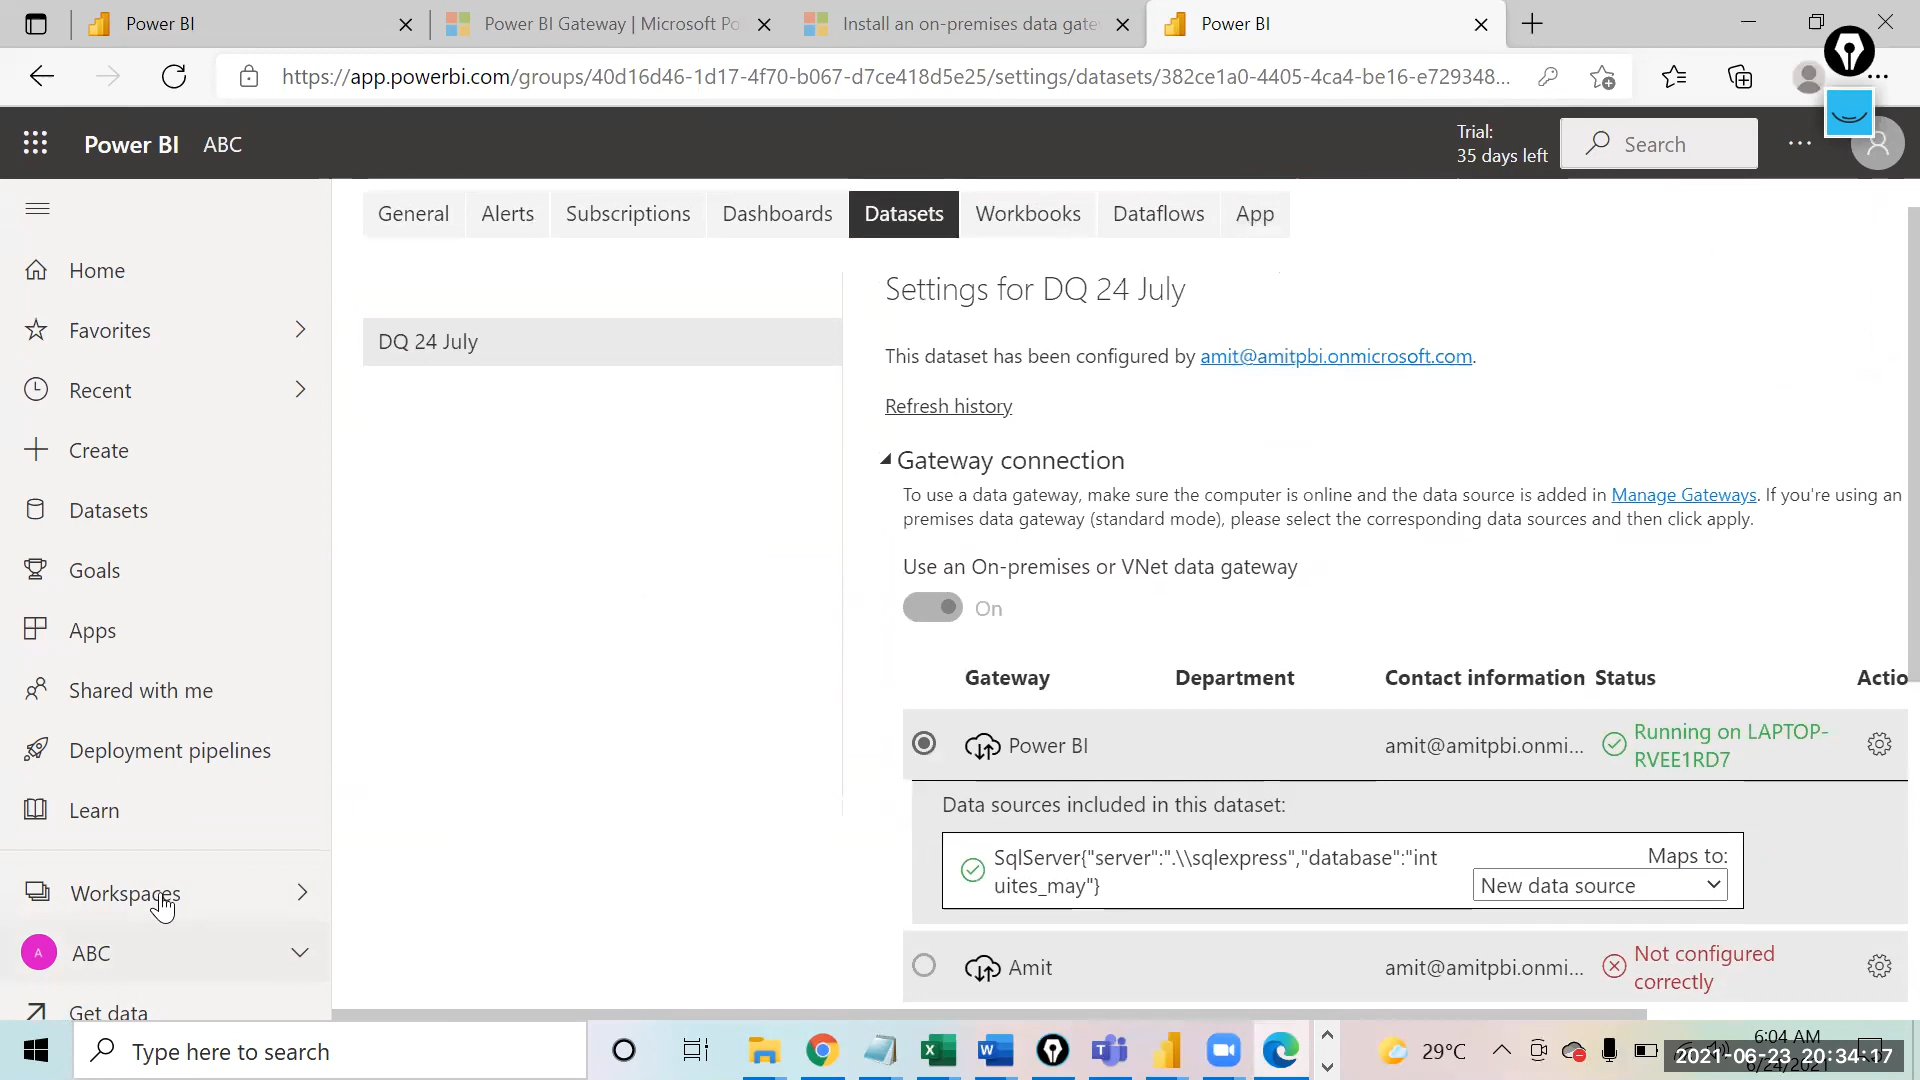 Power BI
Power BI Gateway | Microsoft Po
Install an on-premises data gate
Power BI
https://app.powerbi.com/groups/40d16d46-1d17-4f70-b067-d7ce418d5e25/settings/datasets/382ce1a0-4405-4ca4-be16-e729348...
Power BI ABC
Trial:
35 days left
Search
General Alerts Subscriptions Dashboards Datasets Workbooks Dataflows App
Home
Favorites
Recent
Create
Datasets
Goals
Apps
Shared with me
Deployment pipelines
Learn
Workspaces
A ABC
Get data
DQ 24 July
Settings for DQ 24 July
This dataset has been configured by amit@amitpbi.onmicrosoft.com.
Refresh history
Gateway connection
To use a data gateway, make sure the computer is online and the data source is added in Manage Gateways. If you're using an
premises data gateway (standard mode), please select the corresponding data sources and then click apply.
Use an On-premises or VNet data gateway
On
Gateway Department Contact information Status Actio
Power BI amit@amitpbi.onmi... Running on LAPTOP-
RVEE1RD7
Data sources included in this dataset:
SqlServer{"server":".\\sqlexpress","database":"int
uites_may"}
Maps to:
New data source
Amit amit@amitpbi.onmi... Not configured
correctly
Type here to search
29°C
6:04 AM
2021-06-23 20:34:17